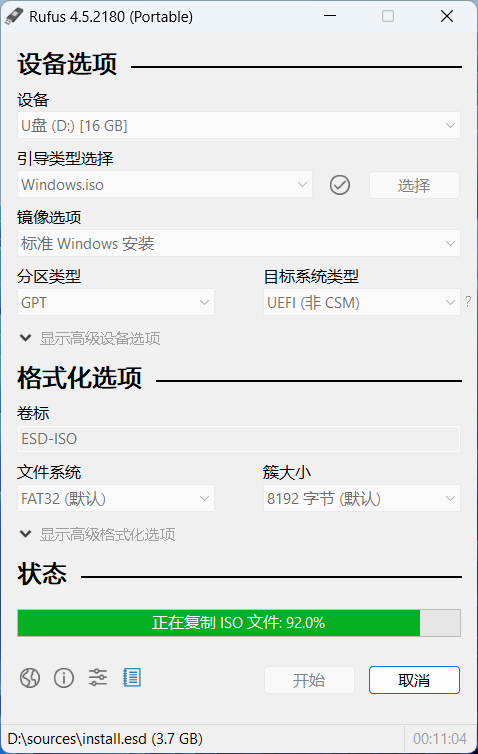 Rufus 4.5.2180 (Portable)
设备选项
设备
U盘 (D:) [16 GB]
引导类型选择
Windows.iso
选择
镜像选项
标准 Windows 安装
分区类型
目标系统类型
GPT
UEFI (非 CSM)
?
显示高级设备选项
格式化选项
卷标
ESD-ISO
文件系统
簇大小
FAT32 (默认)
8192 字节 (默认)
显示高级格式化选项
状态
正在复制 ISO 文件: 92.0%
开始
取消
D:\sources\install.esd (3.7 GB)
00:11:04